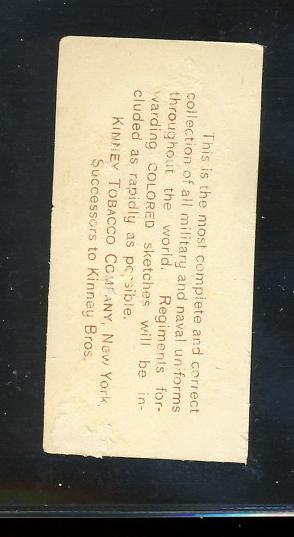 This is the most complete and correct
collection of all military and naval uniforms
throughout the world. Regiments for-
warding COLORED sketches will be in-
cluded as rapidly as possible.
KINNEY TOBACCO COMPANY, New York,
Successors to Kinney Bros.